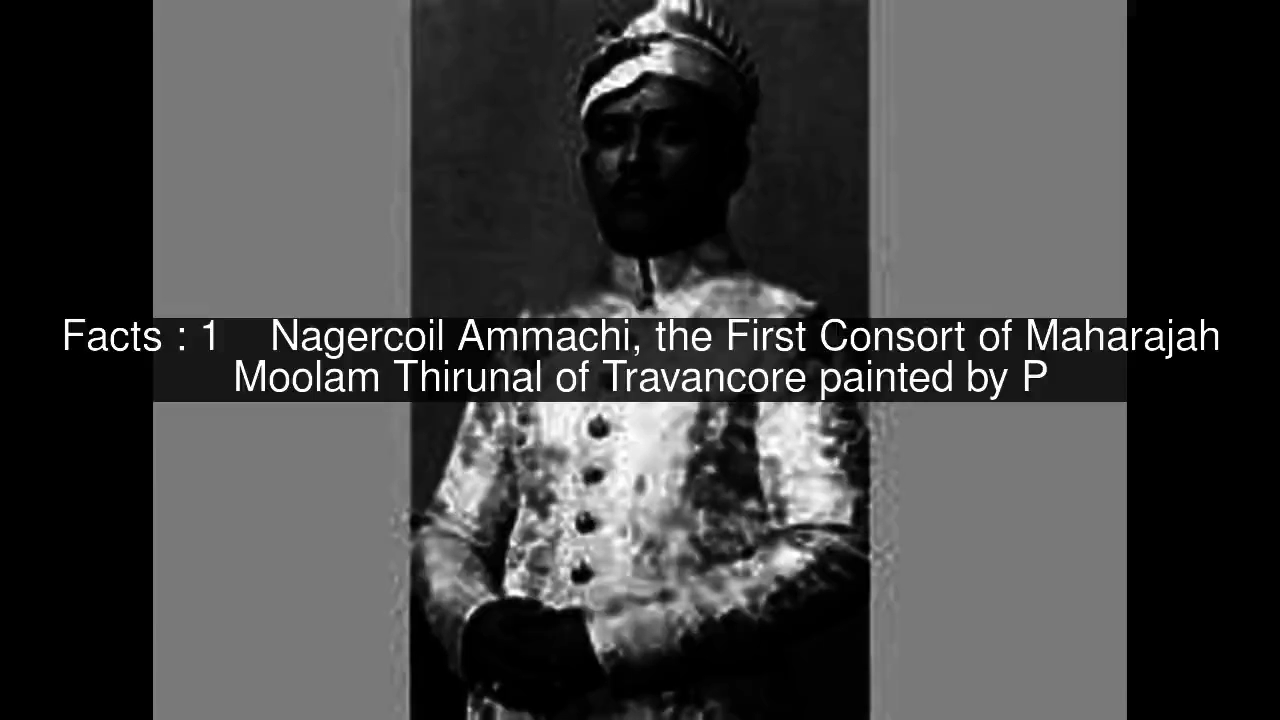 Facts : 1    Nagercoil Ammachi, the First Consort of Maharajah
Moolam Thirunal of Travancore painted by P